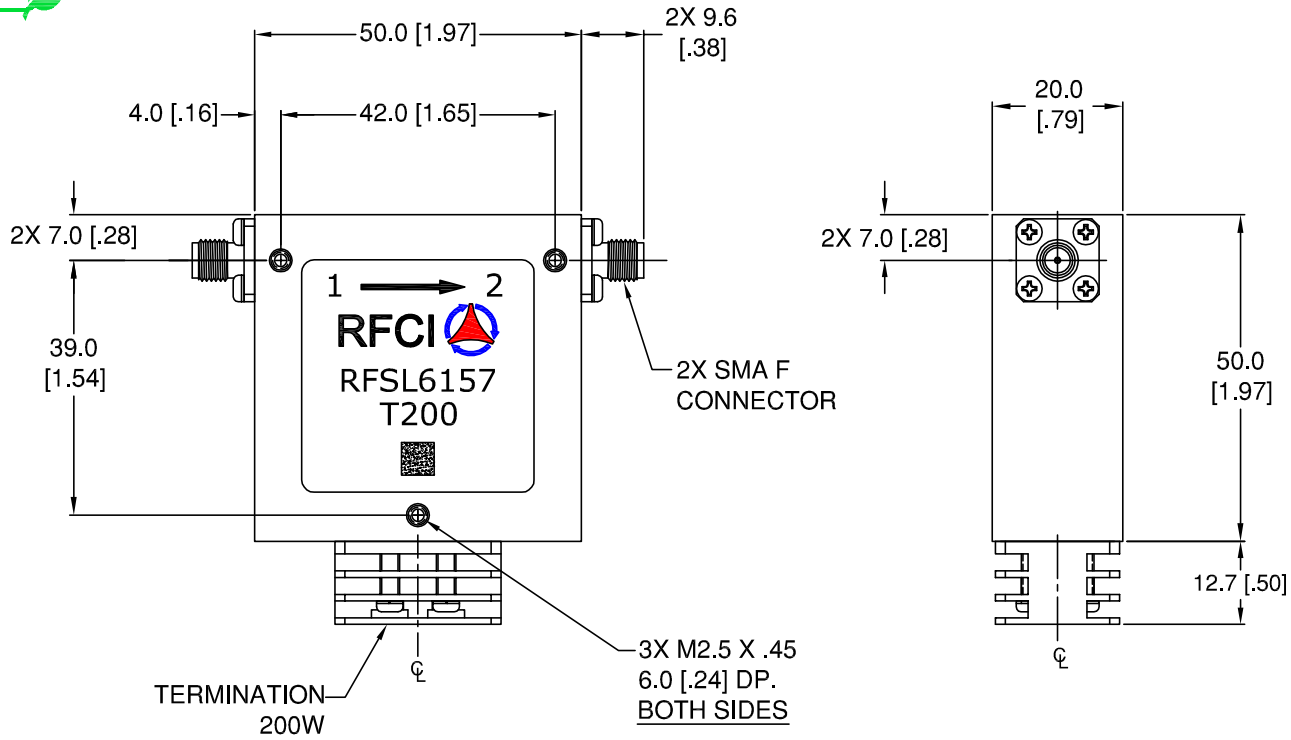 50.0 [1.97]
2X 9.6
[.38]
4.0 [.16]
42.0 [1.65]
20.0
[.79]
2X 7.0 [.28]
2X 7.0 [.28]
1 2
RFCI
RFSL6157
T200
39.0
[1.54]
2X SMA F
CONNECTOR
50.0
[1.97]
12.7 [.50]
3X M2.5 X .45
6.0 [.24] DP.
BOTH SIDES
TERMINATION
200W
℄
℄